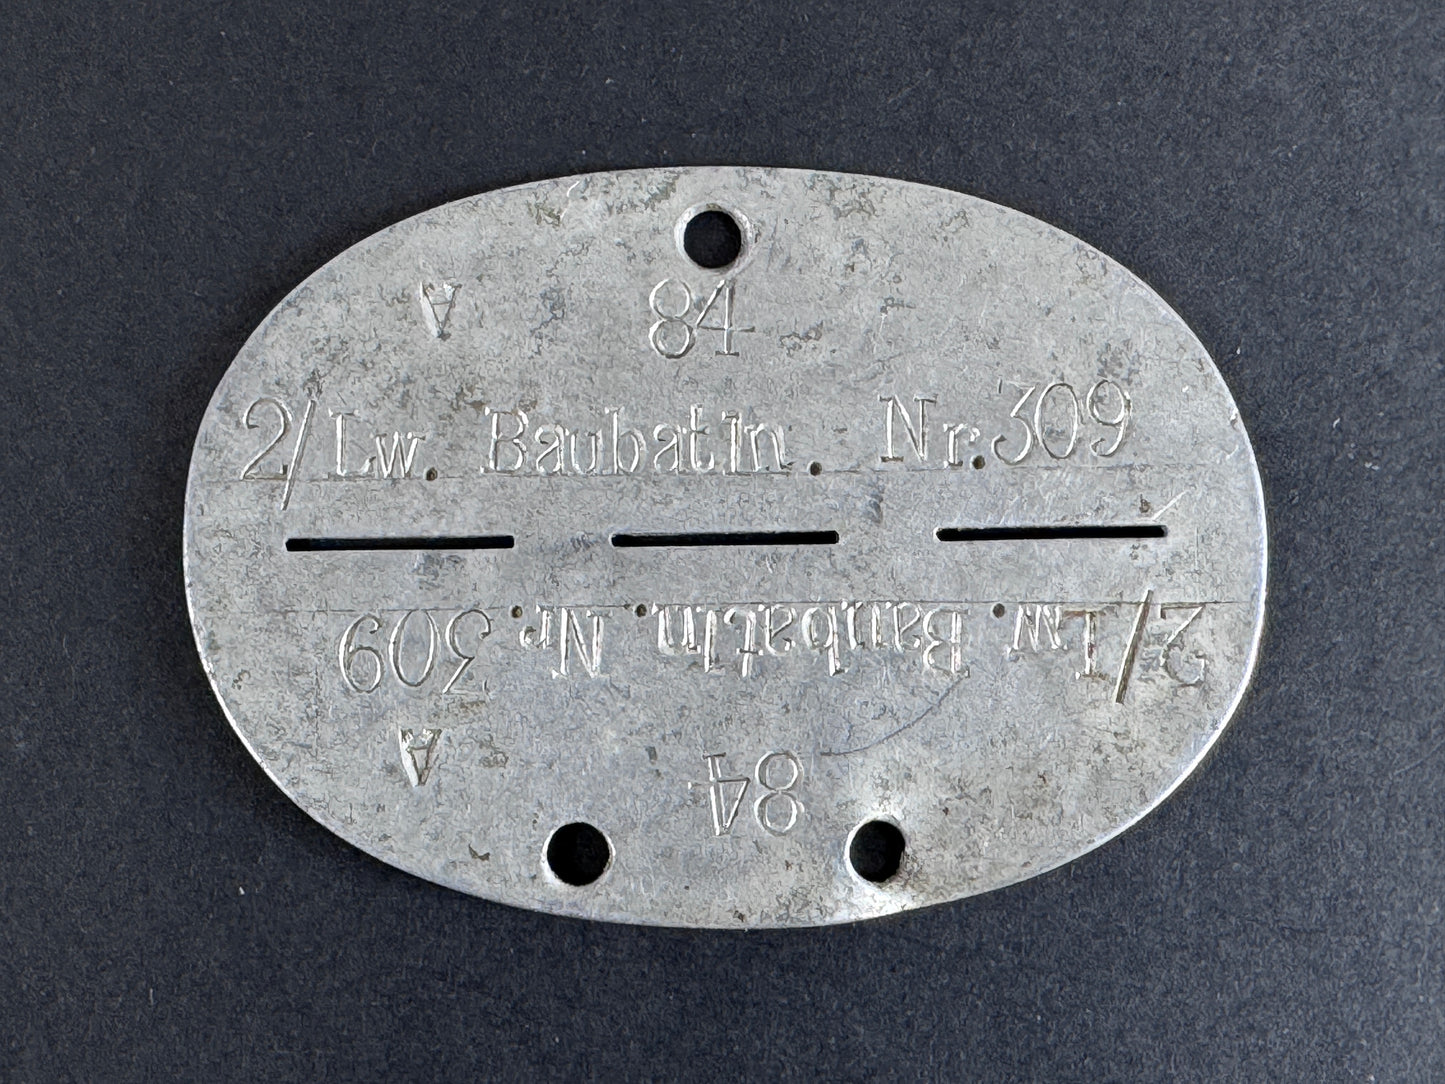 A 84
2/Lw. Baubatln. Nr.309
2/Lw. Baubatln. Nr. 309
84 A